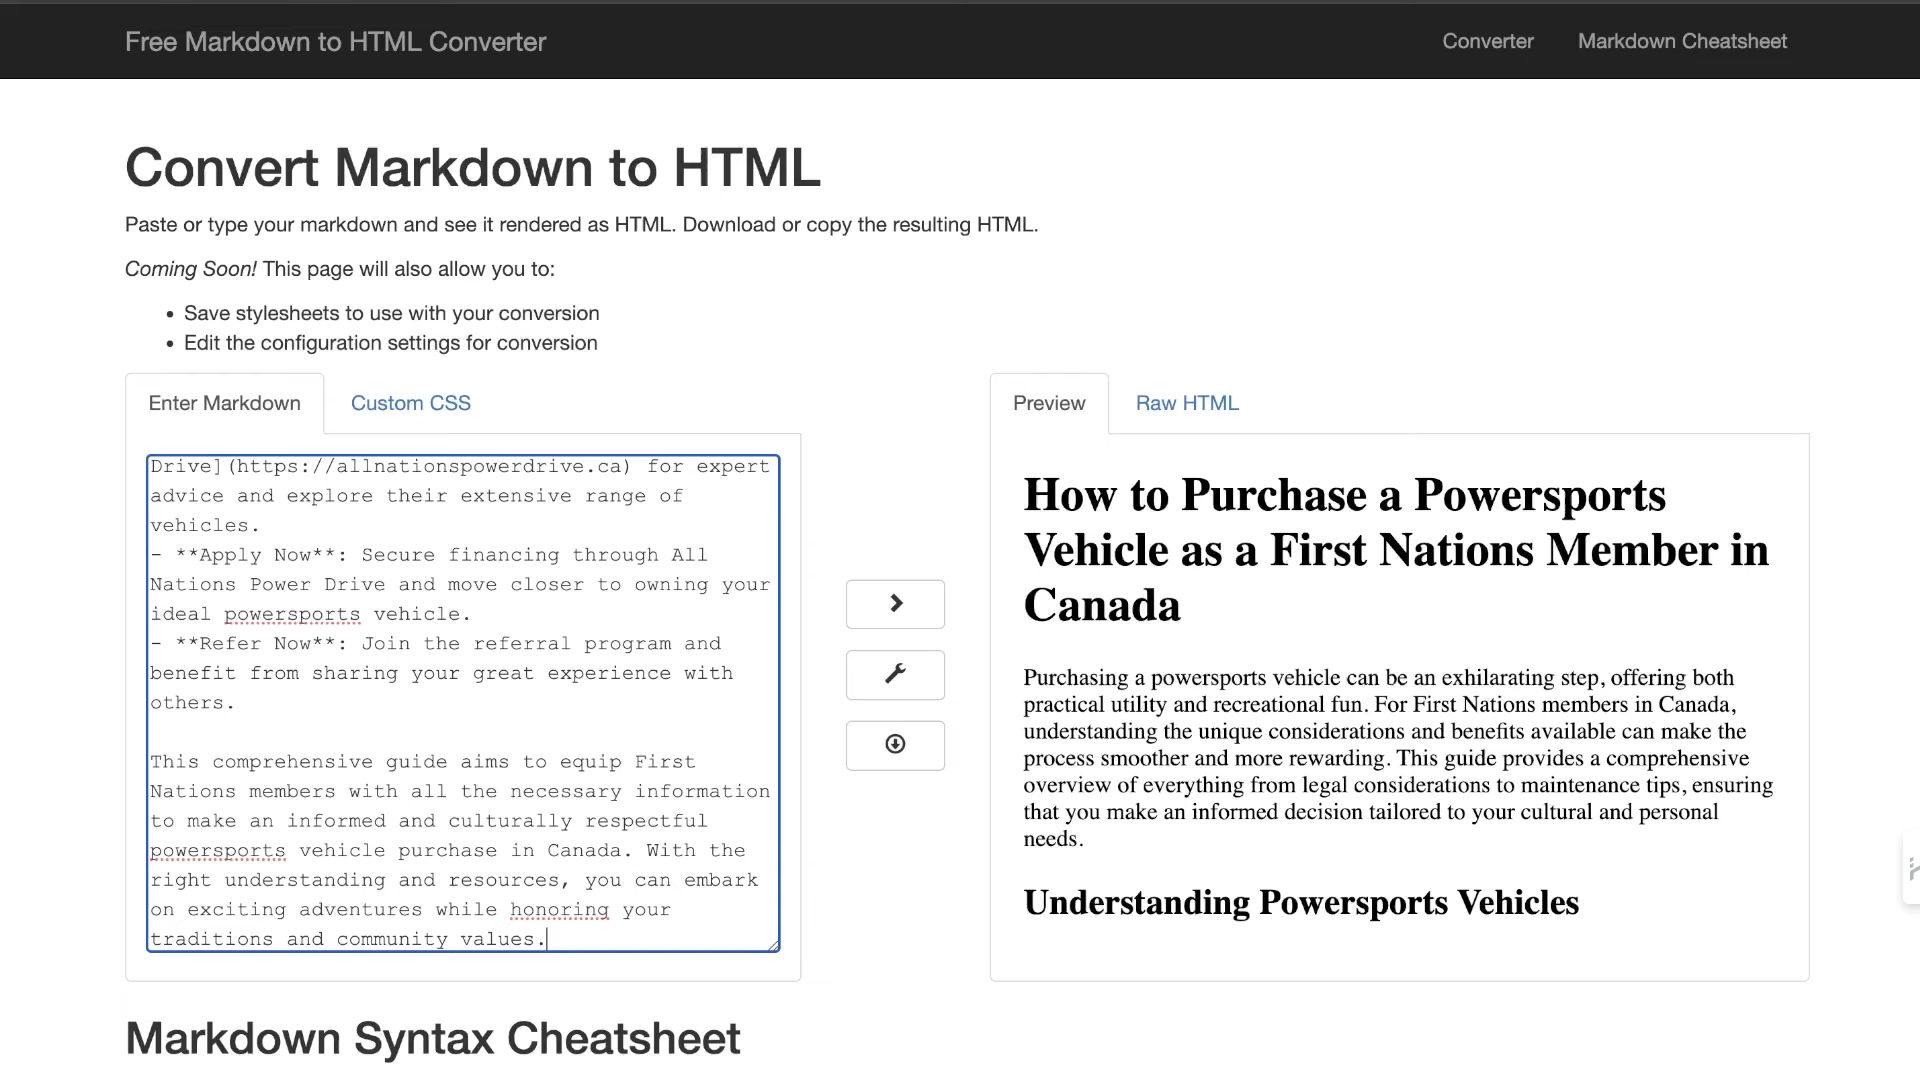 Free Markdown to HTML Converter
Converter
Markdown Cheatsheet
Convert Markdown to HTML
Paste or type your markdown and see it rendered as HTML. Download or copy the resulting HTML.
Coming Soon! This page will also allow you to:
• Save stylesheets to use with your conversion
• Edit the configuration settings for conversion
Enter Markdown
Custom CSS
Drive](https://allnationspowerdrive.ca) for expert
advice and explore their extensive range of
vehicles.
- **Apply Now**: Secure financing through All
Nations Power Drive and move closer to owning your
ideal powersports vehicle.
- **Refer Now**: Join the referral program and
benefit from sharing your great experience with
others.
This comprehensive guide aims to equip First
Nations members with all the necessary information
to make an informed and culturally respectful
powersports vehicle purchase in Canada. With the
right understanding and resources, you can embark
on exciting adventures while honoring your
traditions and community values.
Preview
Raw HTML
How to Purchase a Powersports
Vehicle as a First Nations Member in
Canada
Purchasing a powersports vehicle can be an exhilarating step, offering both
practical utility and recreational fun. For First Nations members in Canada,
understanding the unique considerations and benefits available can make the
process smoother and more rewarding. This guide provides a comprehensive
overview of everything from legal considerations to maintenance tips, ensuring
that you make an informed decision tailored to your cultural and personal
needs.
Understanding Powersports Vehicles
Markdown Syntax Cheatsheet